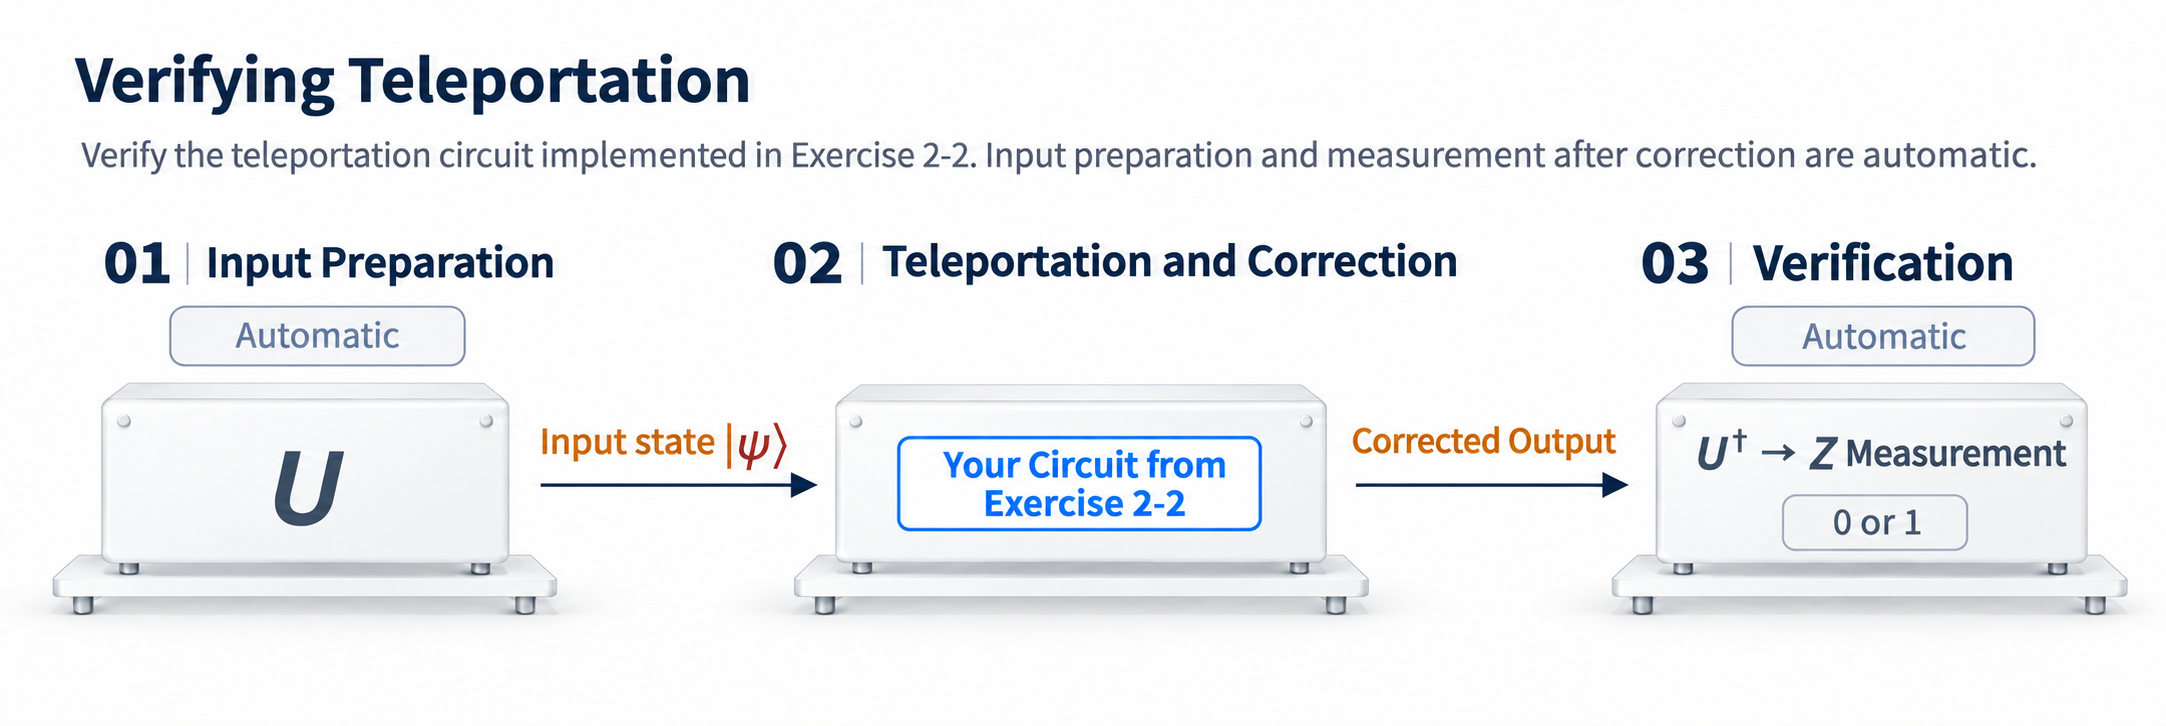 Verifying Teleportation
Verify the teleportation circuit implemented in Exercise 2-2. Input preparation and measurement after correction are automatic.
01 | Input Preparation
Automatic
U
Input state |ψ⟩
02 | Teleportation and Correction
Your Circuit from
Exercise 2-2
Corrected Output
03 | Verification
Automatic
U† → Z Measurement
0 or 1